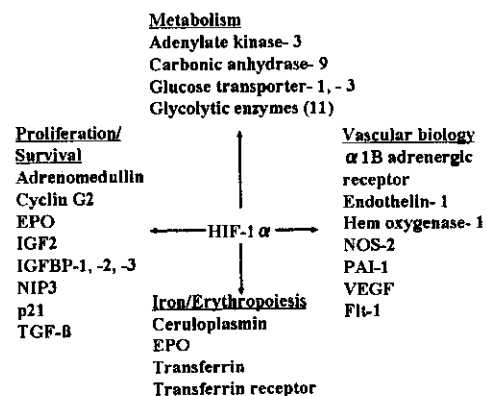 Metabolism
Adenylate kinase- 3
Carbonic anhydrase- 9
Glucose transporter- 1, - 3
Glycolytic enzymes (11)
Proliferation/
Survival
Adrenomedullin
Cyclin G2
EPO
IGF2
IGFBP-1, -2, -3
NIP3
p21
TGF-B
HIF-1 α
Vascular biology
α1B adrenergic
receptor
Endothelin- 1
Hem oxygenase- 1
NOS-2
PAI-1
VEGF
Flt-1
Iron/Erythropoiesis
Ceruloplasmin
EPO
Transferrin
Transferrin receptor